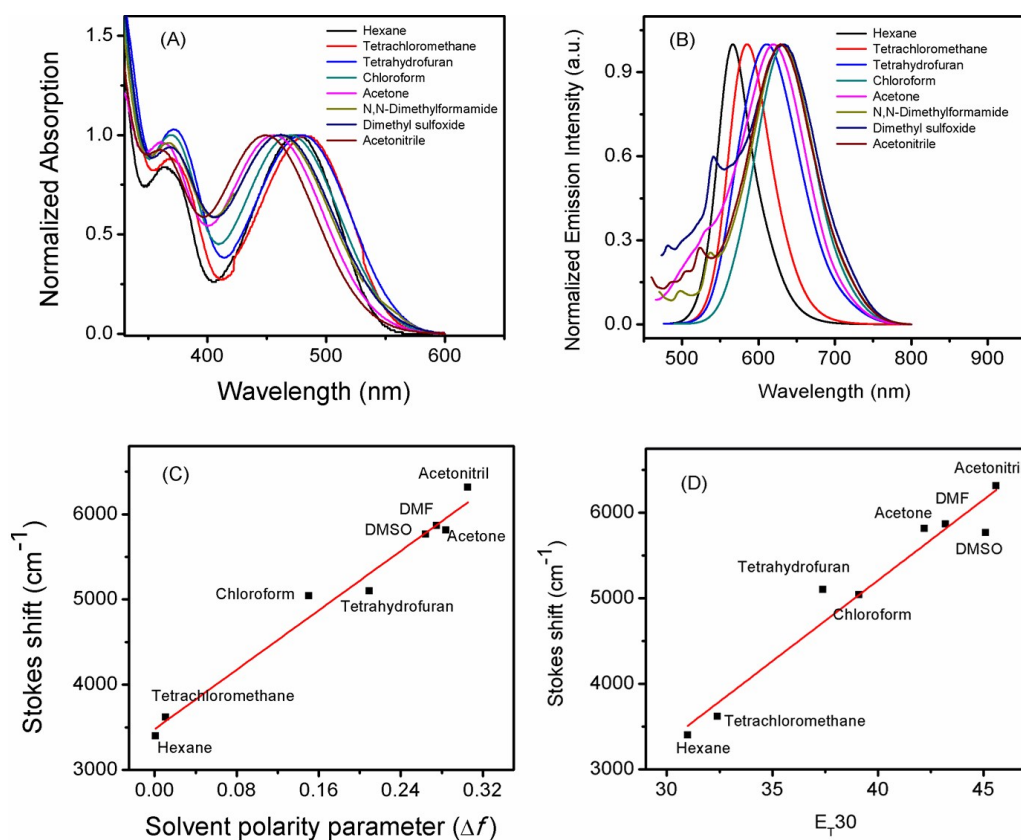 (A)
Hexane
Tetrachloromethane
Tetrahydrofuran
Chloroform
Acetone
N,N-Dimethylformamide
Dimethyl sulfoxide
Acetonitrile
1.5
1.0
0.5
0.0
Normalized Absorption
400 500 600
Wavelength (nm)
(B)
Hexane
Tetrachloromethane
Tetrahydrofuran
Chloroform
Acetone
N,N-Dimethylformamide
Dimethyl sulfoxide
Acetonitrile
0.9
0.6
0.3
0.0
Normalized Emission Intensity (a.u.)
500 600 700 800 900
Wavelength (nm)
(C)
Acetonitril
DMF
DMSO
Acetone
Chloroform
Tetrahydrofuran
Tetrachloromethane
Hexane
6000
5000
4000
3000
Stokes shift (cm⁻¹)
0.00 0.08 0.16 0.24 0.32
Solvent polarity parameter (Δf)
(D)
Acetonitri
DMF
Acetone
DMSO
Tetrahydrofuran
Chloroform
Tetrachloromethane
Hexane
6000
5000
4000
3000
Stokes shift (cm⁻¹)
30 35 40 45
E_T30